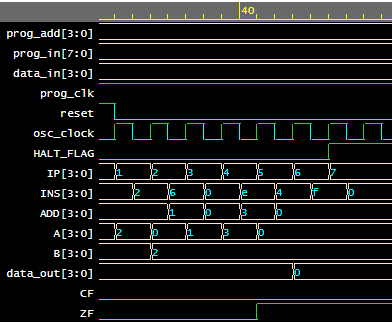 40
prog_add[3:0]
prog_in[7:0]
data_in[3:0]
prog_clk
reset
osc_clock
HALT_FLAG
IP[3:0] 1 2 3 4 5 6 7
INS[3:0] 2 6 0 e 4 f 0
ADD[3:0] 1 0 3 0
A[3:0] 2 0 1 3 0
B[3:0] 2
data_out[3:0] 0
CF
ZF